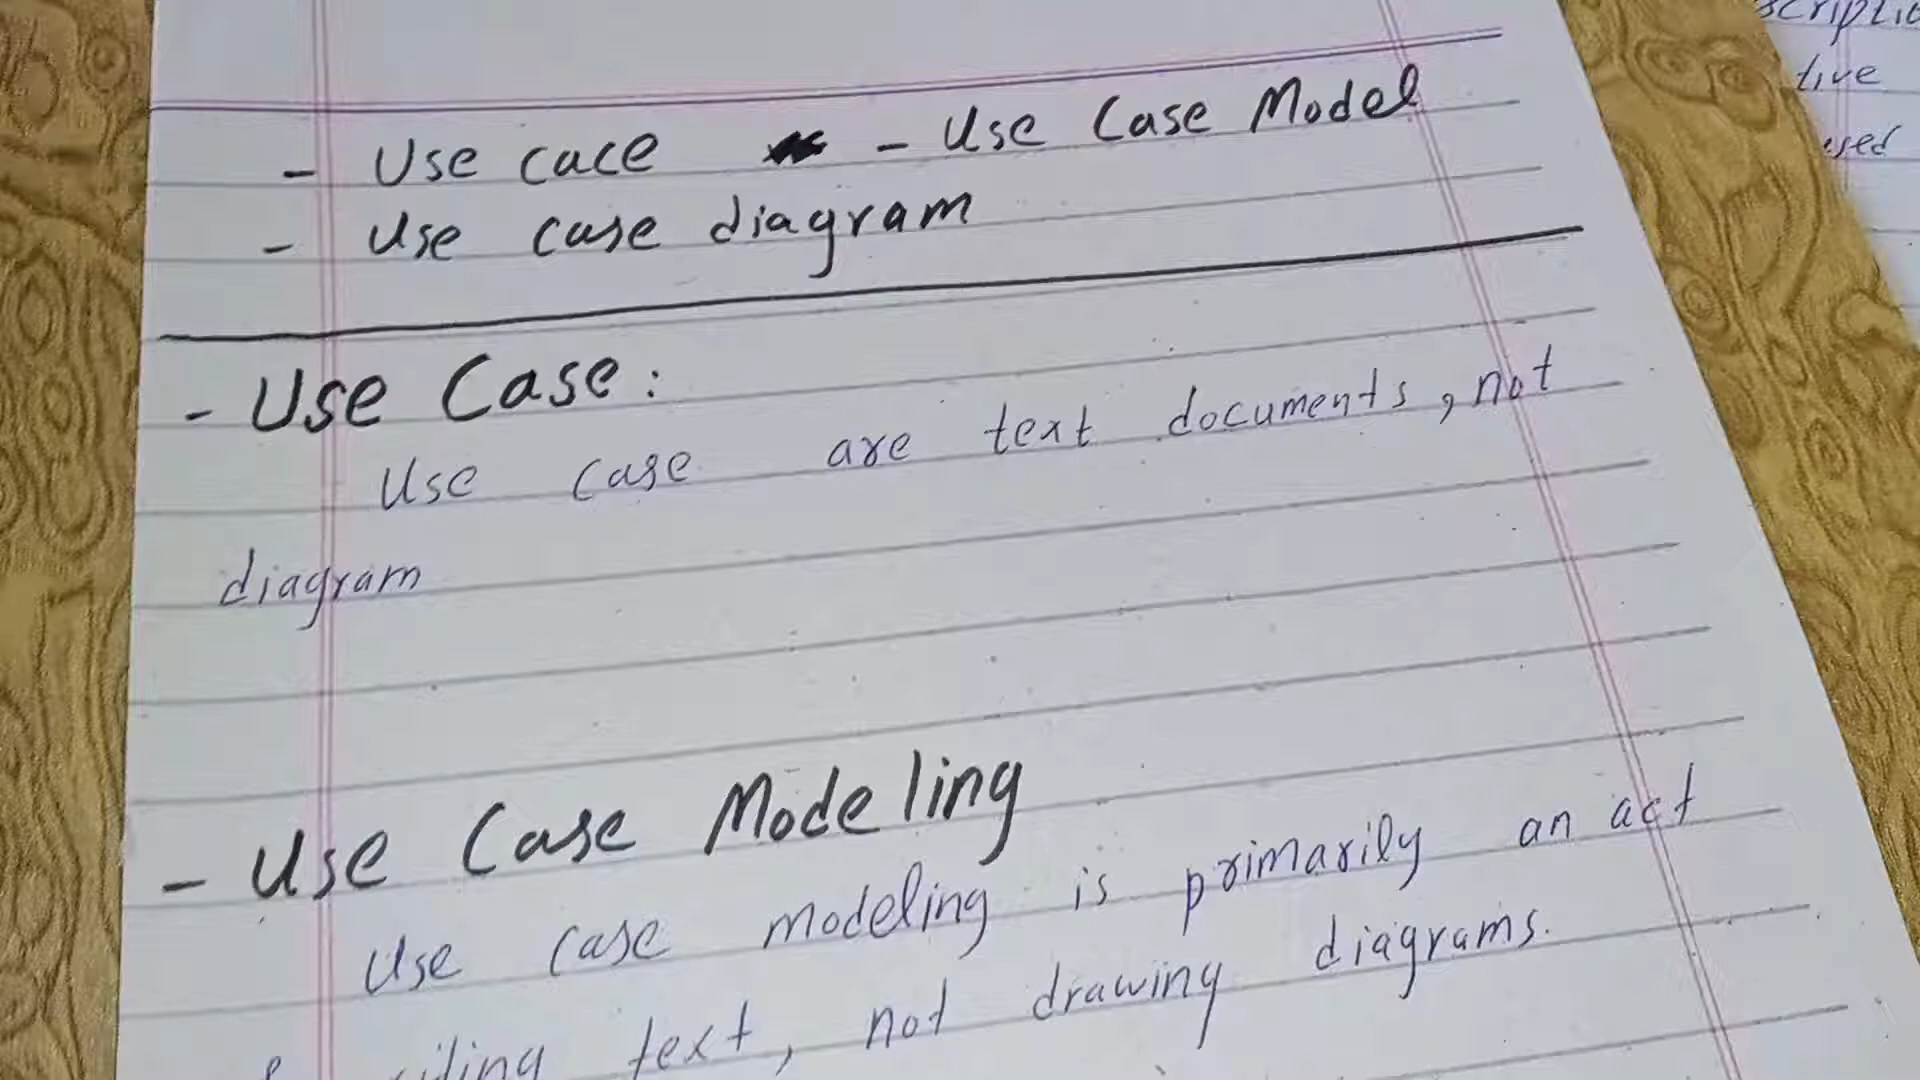 - Use cace - Use Case Model
- Use case diagram
- Use Case:
Use case are text documents, not
diagram
- Use Case Modeling
Use case modeling is primarily an act
text, not drawing diagrams.
tive